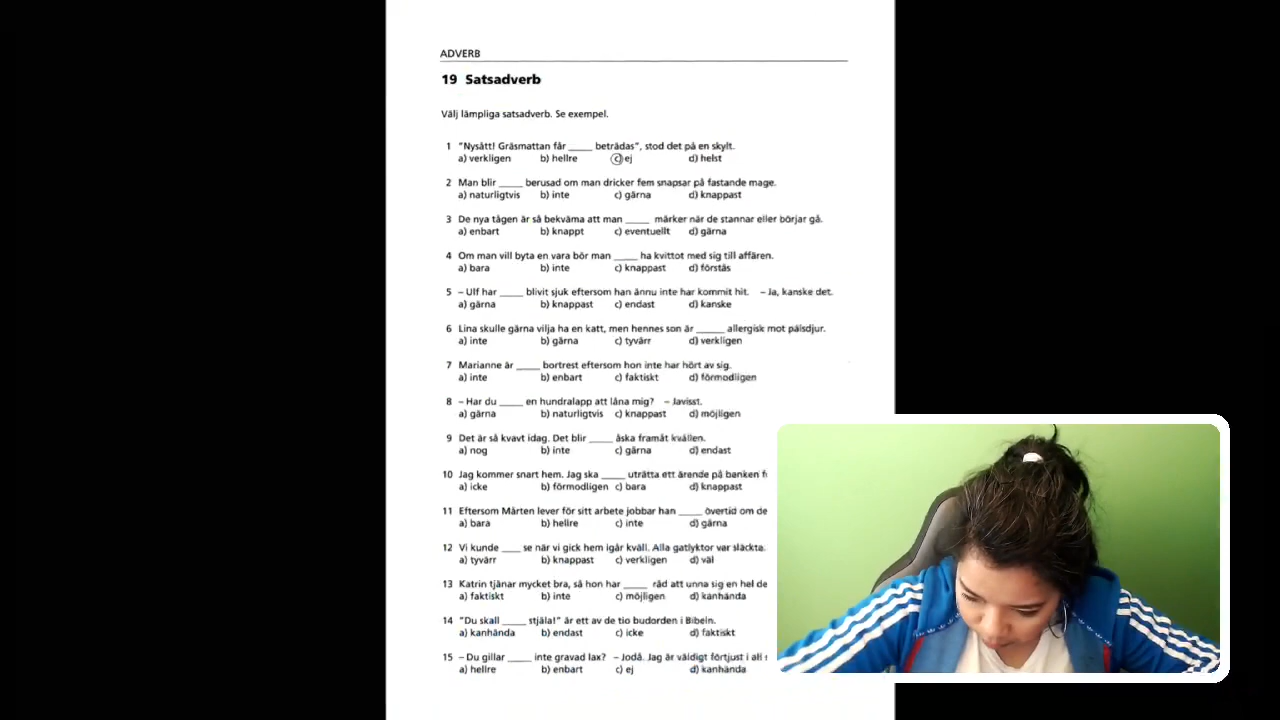 ADVERB
19 Satsadverb
Välj lämpliga satsadverb. Se exempel.
1 "Nysått! Gräsmattan får _____ beträdas", stod det på en skylt.
a) verkligen b) hellre c) ej d) helst
2 Man blir _____ berusad om man dricker fem snapsar på fastande mage.
a) naturligtvis b) inte c) gärna d) knappast
3 De nya tågen är så bekväma att man _____ märker när de stannar eller börjar gå.
a) enbart b) knappt c) eventuellt d) gärna
4 Om man vill byta en vara bör man _____ ha kvittot med sig till affären.
a) bara b) inte c) knappast d) förstås
5 – Ulf har _____ blivit sjuk eftersom han ännu inte har kommit hit. – Ja, kanske det.
a) gärna b) knappast c) endast d) kanske
6 Lina skulle gärna vilja ha en katt, men hennes son är _____ allergisk mot pälsdjur.
a) inte b) gärna c) tyvärr d) verkligen
7 Marianne är _____ bortrest eftersom hon inte har hört av sig.
a) inte b) enbart c) faktiskt d) förmodligen
8 – Har du _____ en hundralapp att låna mig? – Javisst.
a) gärna b) naturligtvis c) knappast d) möjligen
9 Det är så kvavt idag. Det blir _____ åska framåt kvällen.
a) nog b) inte c) gärna d) endast
10 Jag kommer snart hem. Jag ska _____ uträtta ett ärende på banken
a) icke b) förmodligen c) bara d) knappast
11 Eftersom Mårten lever för sitt arbete jobbar han _____ övertid om de
a) bara b) hellre c) inte d) gärna
12 Vi kunde _____ se när vi gick hem igår kväll. Alla gatlyktor var släckta.
a) tyvärr b) knappast c) verkligen d) väl
13 Katrin tjänar mycket bra, så hon har _____ råd att unna sig en hel de
a) faktiskt b) inte c) möjligen d) kanhända
14 "Du skall _____ stjäla!" är ett av de tio budorden i Bibeln.
a) kanhända b) endast c) icke d) faktiskt
15 – Du gillar _____ inte gravad lax? – Jodå. Jag är väldigt förtjust i all
a) hellre b) enbart c) ej d) kanhända